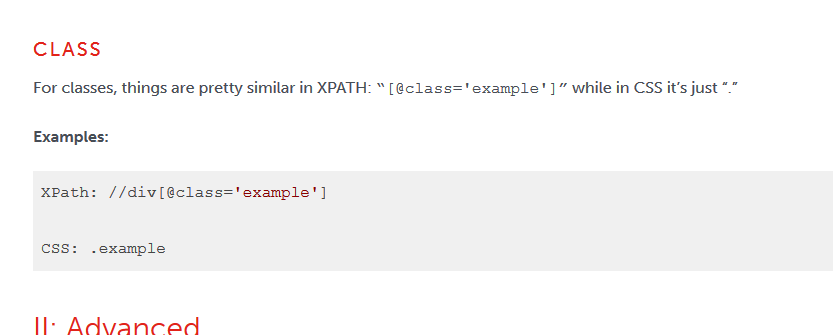 CLASS
For classes, things are pretty similar in XPATH: “[@class='example']” while in CSS it’s just “.”
Examples:
XPath: //div[@class='example']
CSS: .example
II: Advanced